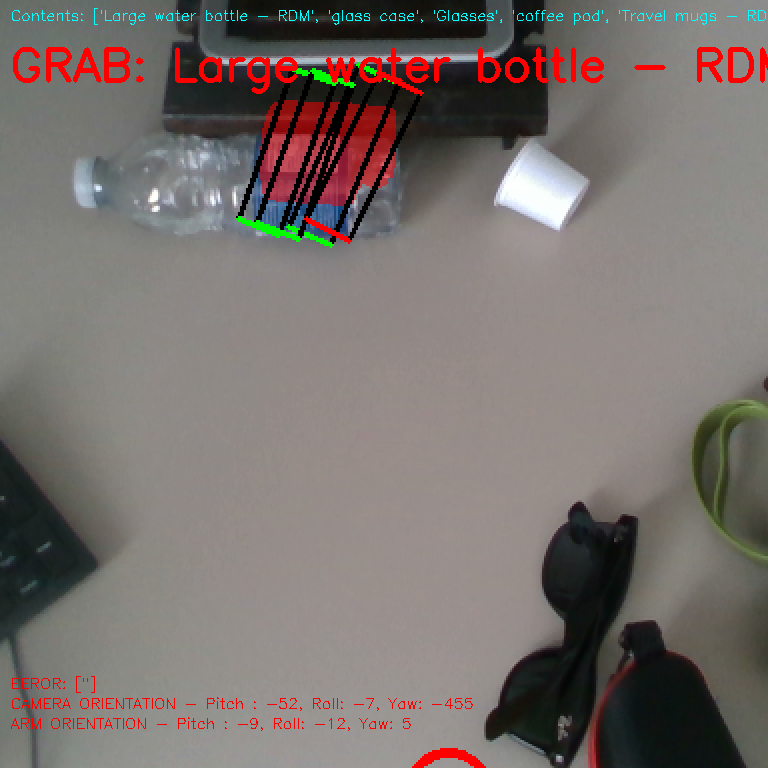 Contents: ['Large water bottle – RDM', 'glass case', 'Glasses', 'coffee pod', 'Travel mugs – RD
GRAB: Large water bottle – RDM
EEROR: ['']
CAMERA ORIENTATION – Pitch : –52, Roll: –7, Yaw: –455
ARM ORIENTATION – Pitch : –9, Roll: –12, Yaw: 5